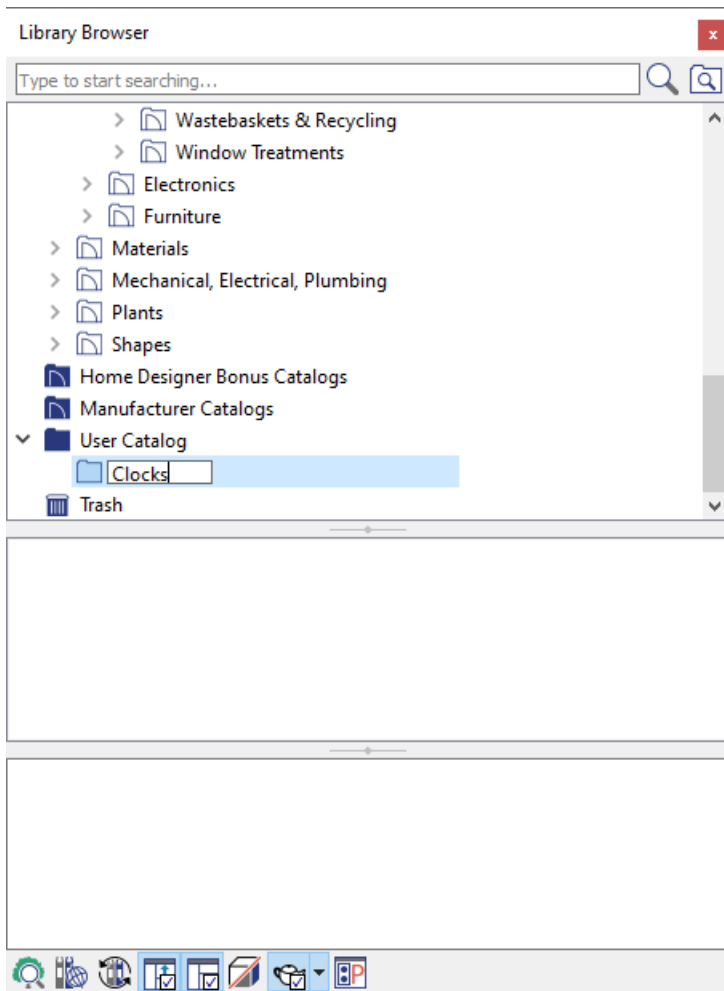 Library Browser
x
Type to start searching...
Wastebaskets & Recycling
Window Treatments
Electronics
Furniture
Materials
Mechanical, Electrical, Plumbing
Plants
Shapes
Home Designer Bonus Catalogs
Manufacturer Catalogs
User Catalog
Clocks
Trash
P